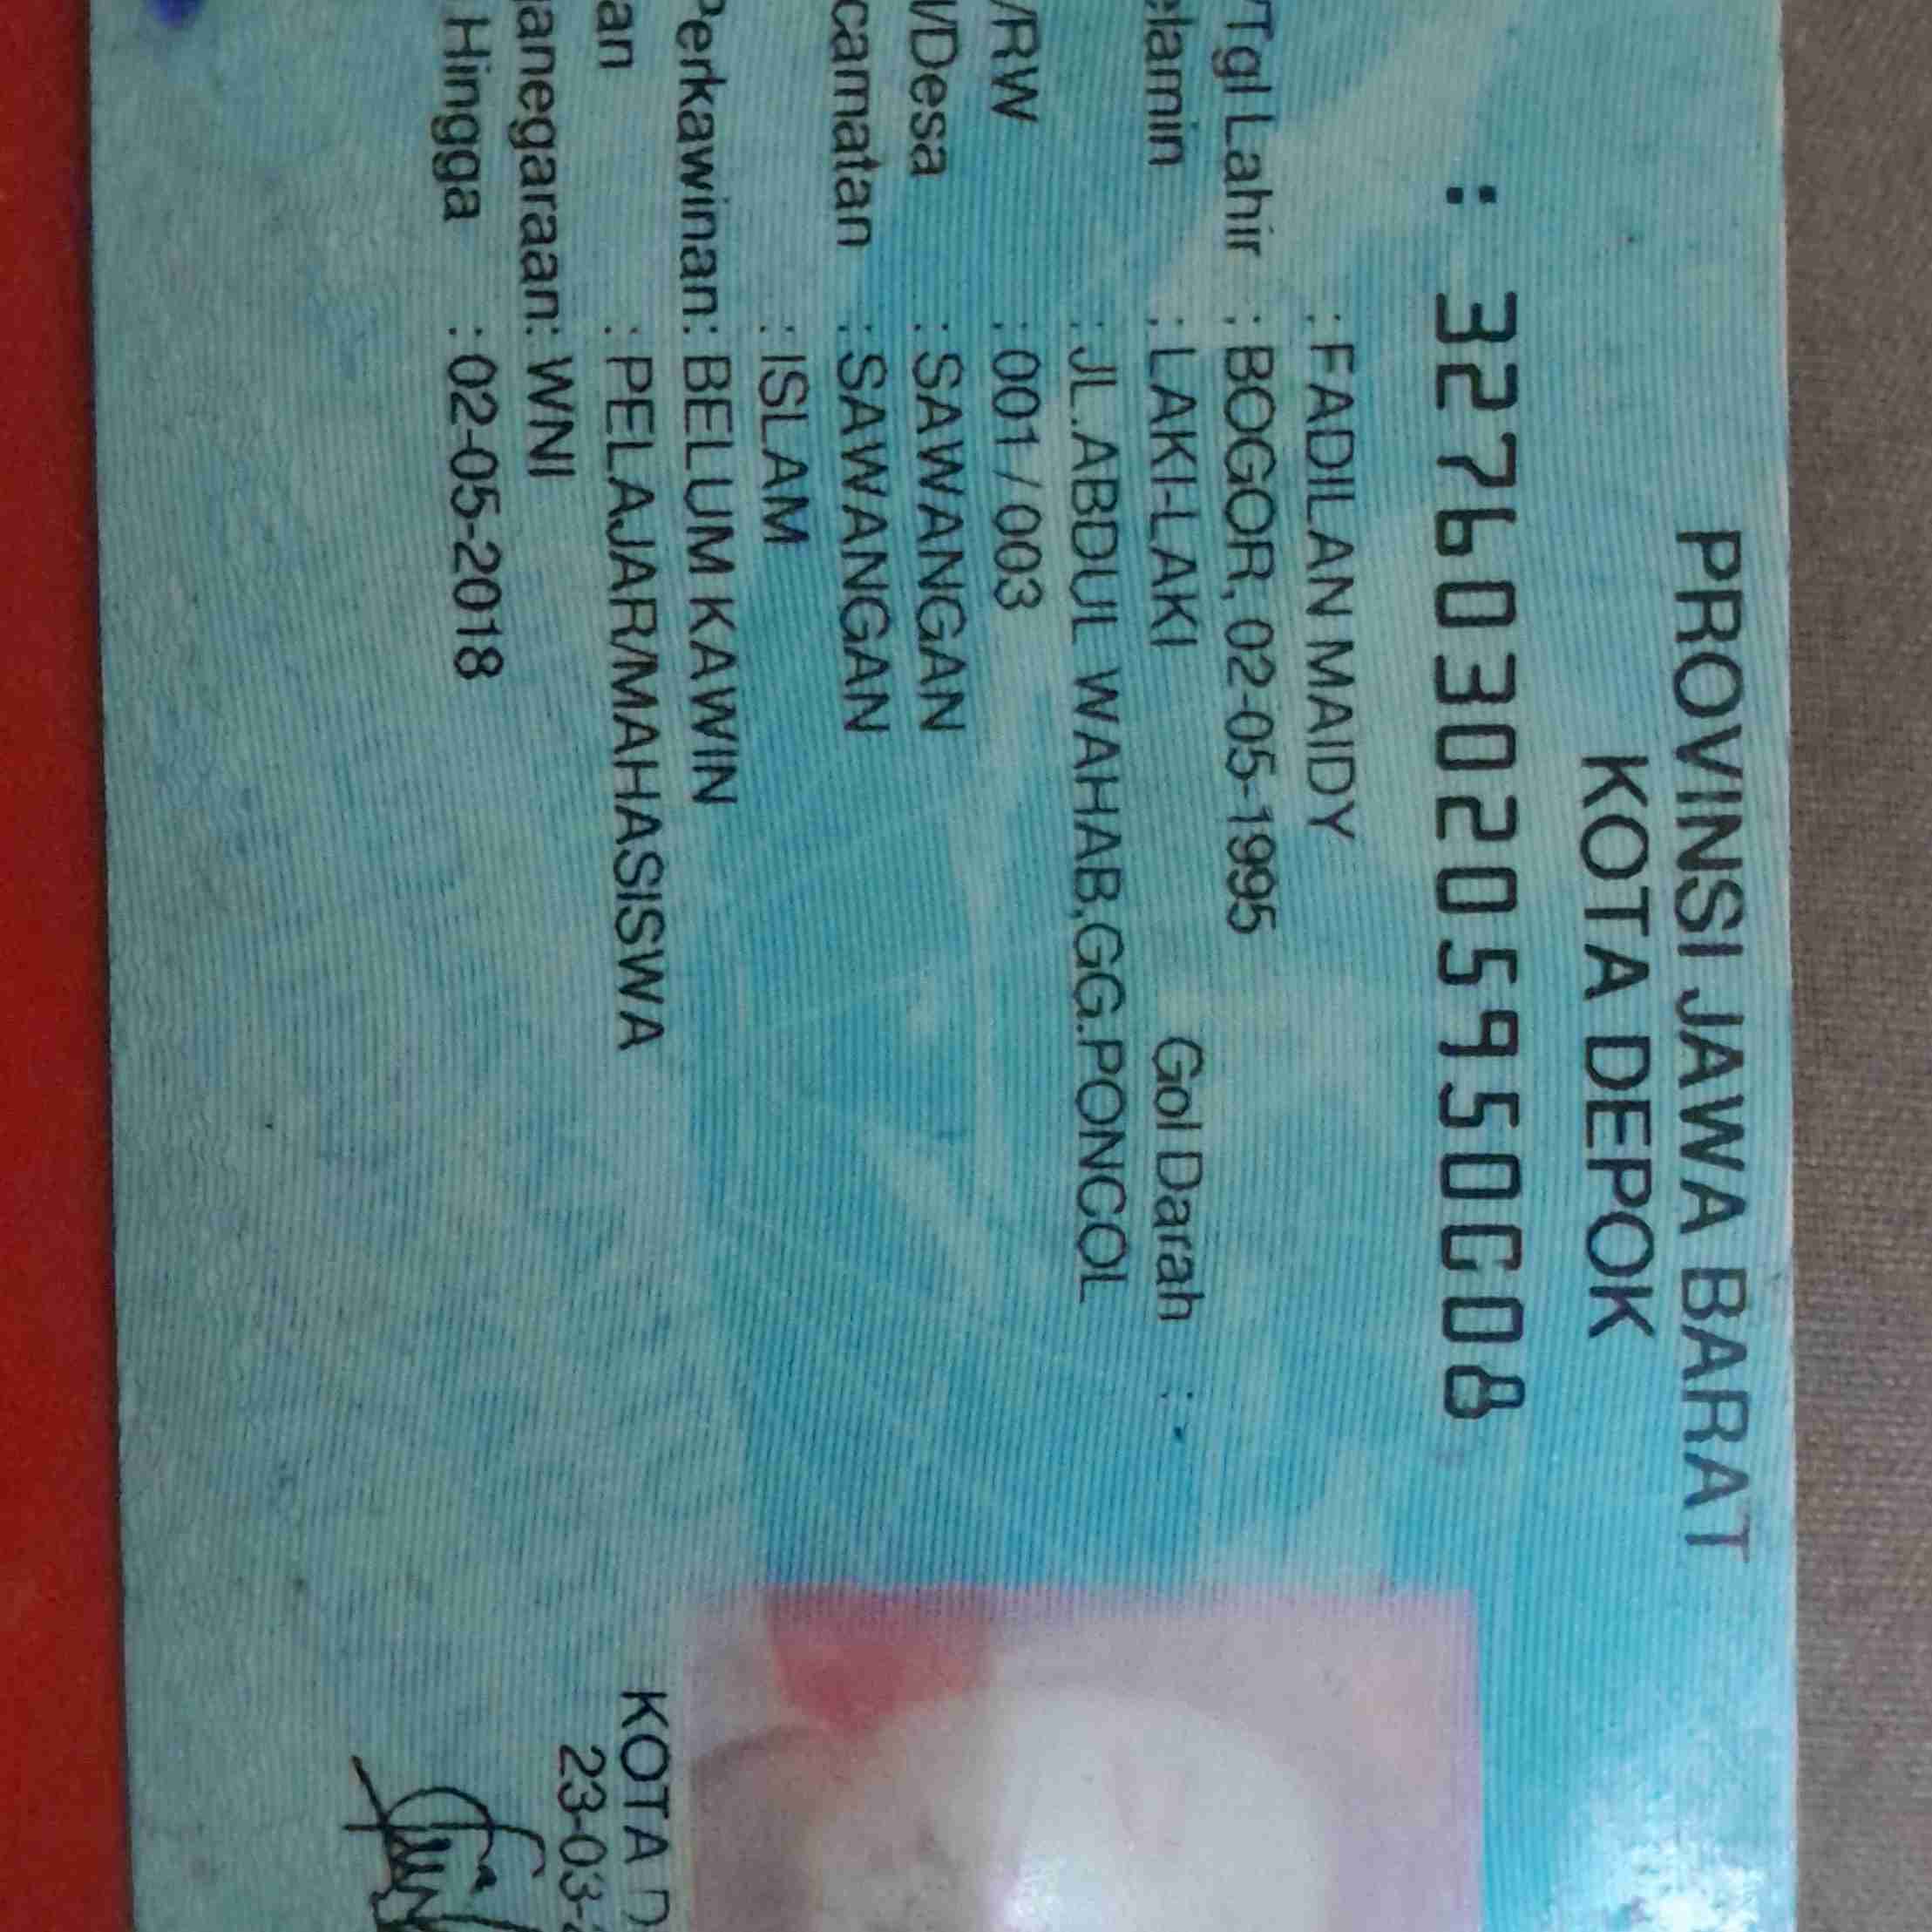 PROVINSI JAWA BARAT
KOTA DEPOK
: 3276030205950008
: FADILAN MAIDY
/Tgl Lahir : BOGOR, 02-05-1995
elamin : LAKI-LAKI Gol Darah : -
: JL.ABDUL WAHAB,GG.PONCOL
/RW : 001 / 003
l/Desa : SAWANGAN
camatan : SAWANGAN
: ISLAM
Perkawinan: BELUM KAWIN
an : PELAJAR/MAHASISWA
ganegaraan: WNI
Hingga : 02-05-2018
KOTA D
23-03-